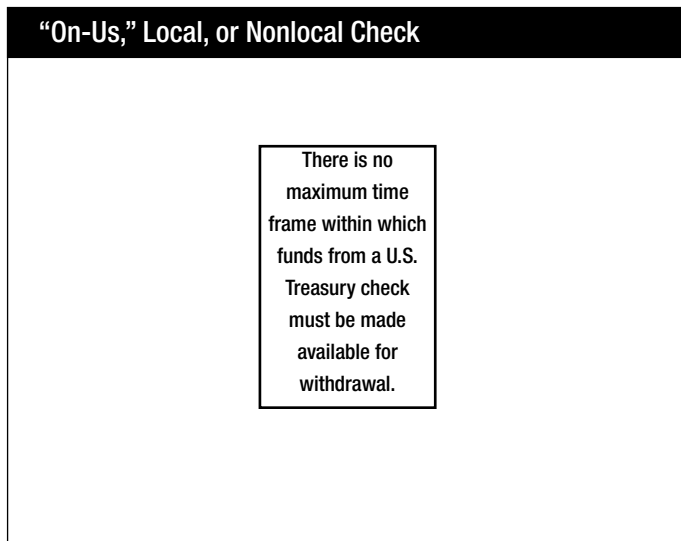 “On-Us,” Local, or Nonlocal Check
There is no
maximum time
frame within which
funds from a U.S.
Treasury check
must be made
available for
withdrawal.